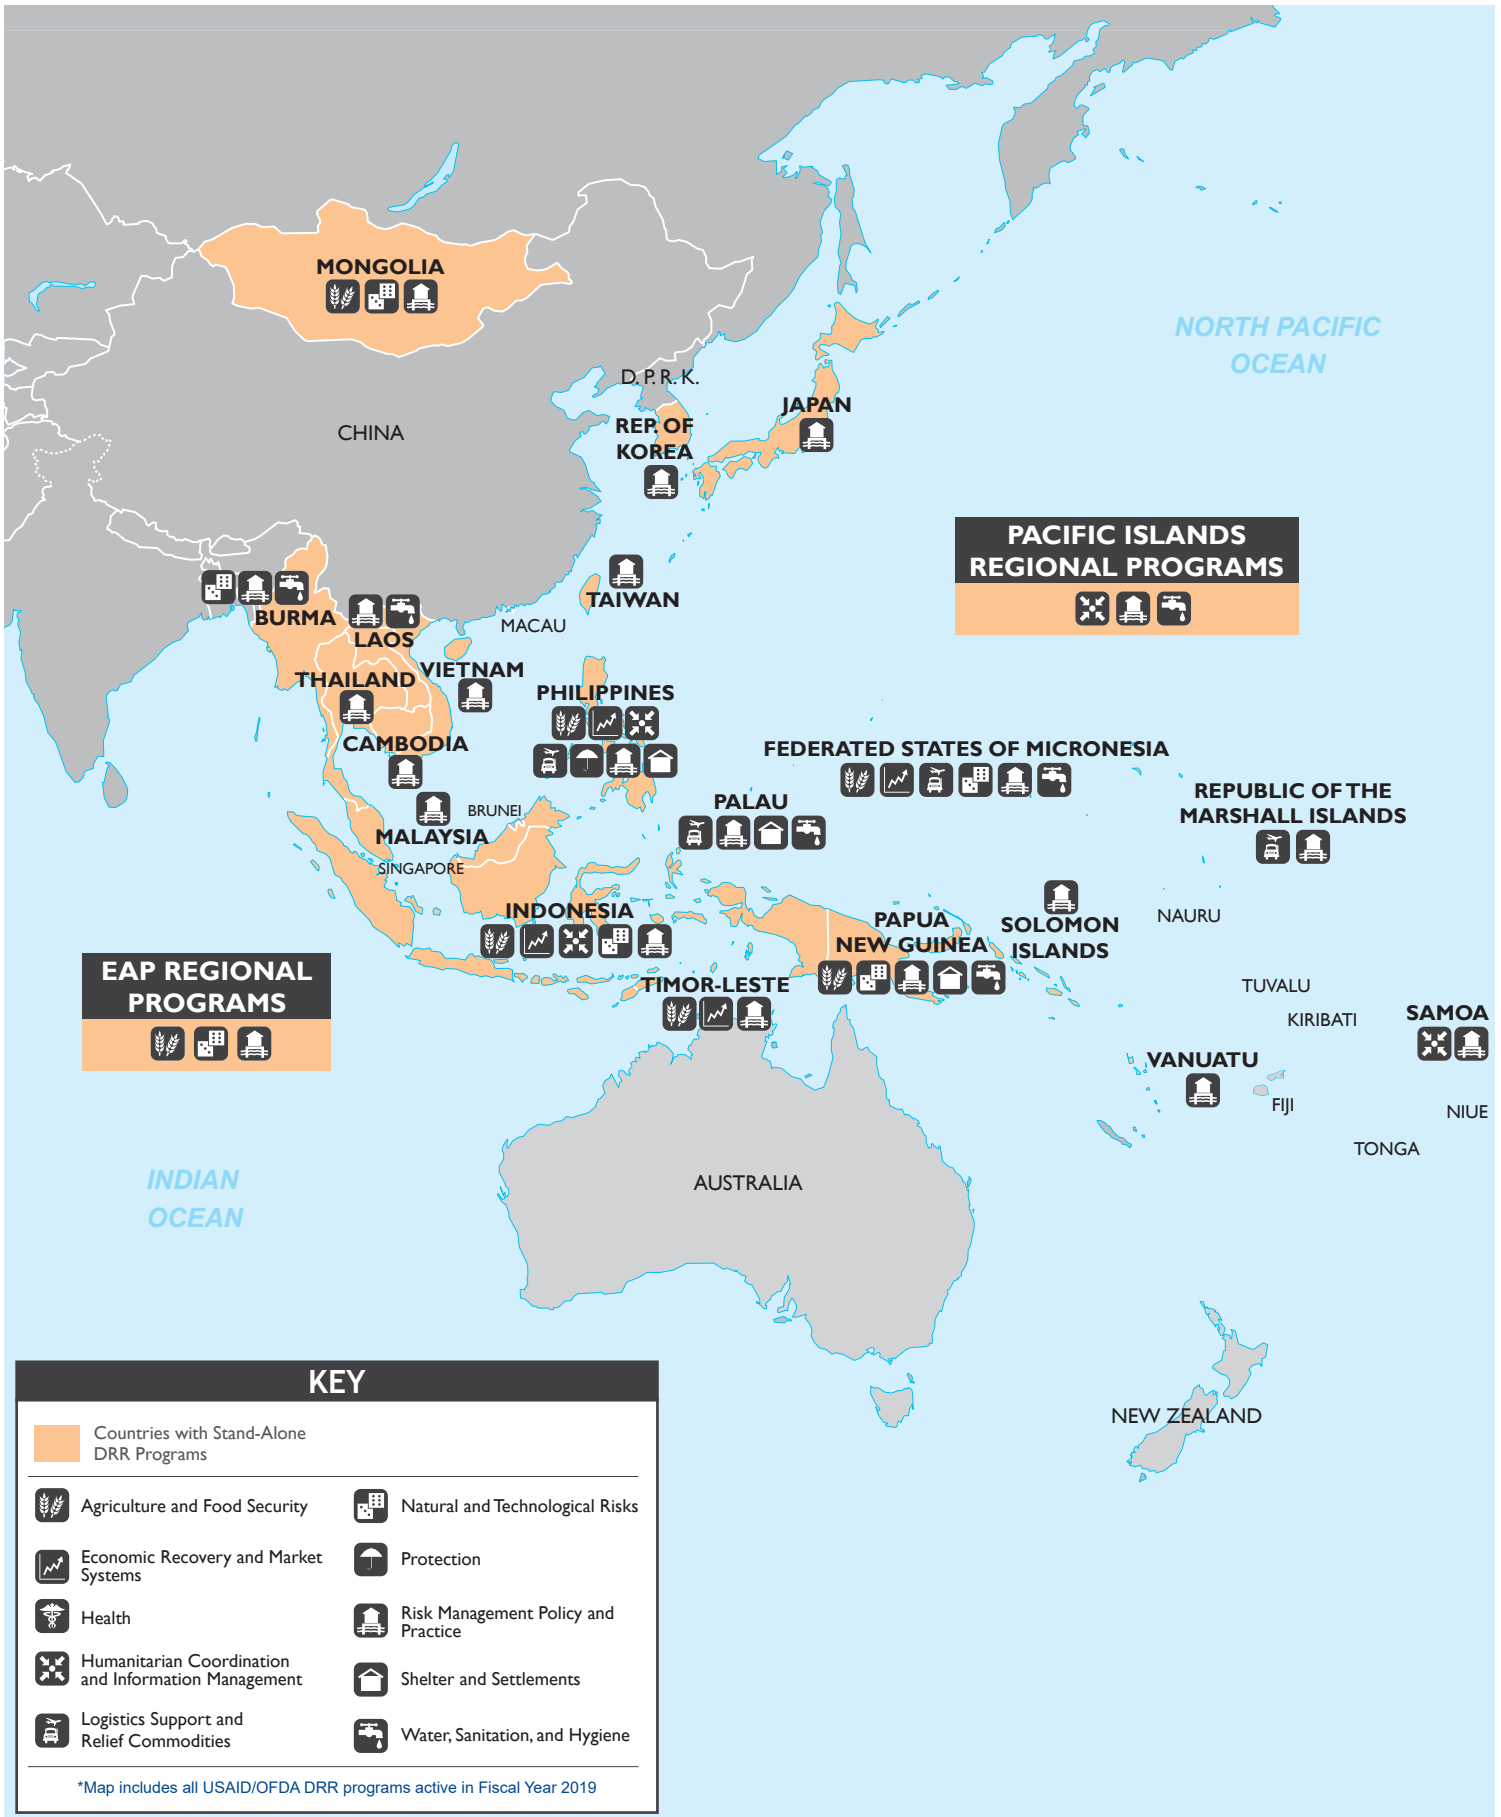 MONGOLIA
NORTH PACIFIC
OCEAN
D. P. R. K.
JAPAN
CHINA
REP. OF
KOREA
PACIFIC ISLANDS
REGIONAL PROGRAMS
TAIWAN
BURMA
MACAU
LAOS
VIETNAM
THAILAND
PHILIPPINES
CAMBODIA
FEDERATED STATES OF MICRONESIA
REPUBLIC OF THE
MARSHALL ISLANDS
PALAU
BRUNEI
MALAYSIA
SINGAPORE
INDONESIA
PAPUA
NEW GUINEA
SOLOMON
ISLANDS
NAURU
EAP REGIONAL
PROGRAMS
TIMOR-LESTE
TUVALU
KIRIBATI
SAMOA
VANUATU
FIJI
NIUE
TONGA
INDIAN
OCEAN
AUSTRALIA
NEW ZEALAND
KEY
Countries with Stand-Alone
DRR Programs
Agriculture and Food Security
Economic Recovery and Market
Systems
Health
Humanitarian Coordination
and Information Management
Logistics Support and
Relief Commodities
Natural and Technological Risks
Protection
Risk Management Policy and
Practice
Shelter and Settlements
Water, Sanitation, and Hygiene
*Map includes all USAID/OFDA DRR programs active in Fiscal Year 2019